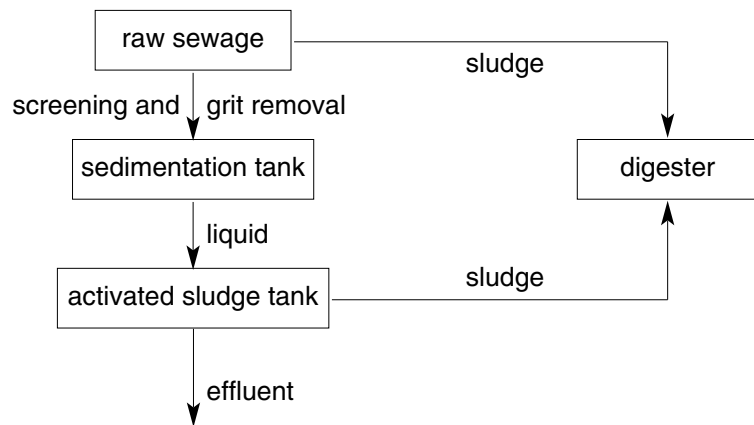 raw sewage
sludge
screening and grit removal
sedimentation tank
digester
liquid
activated sludge tank
sludge
effluent